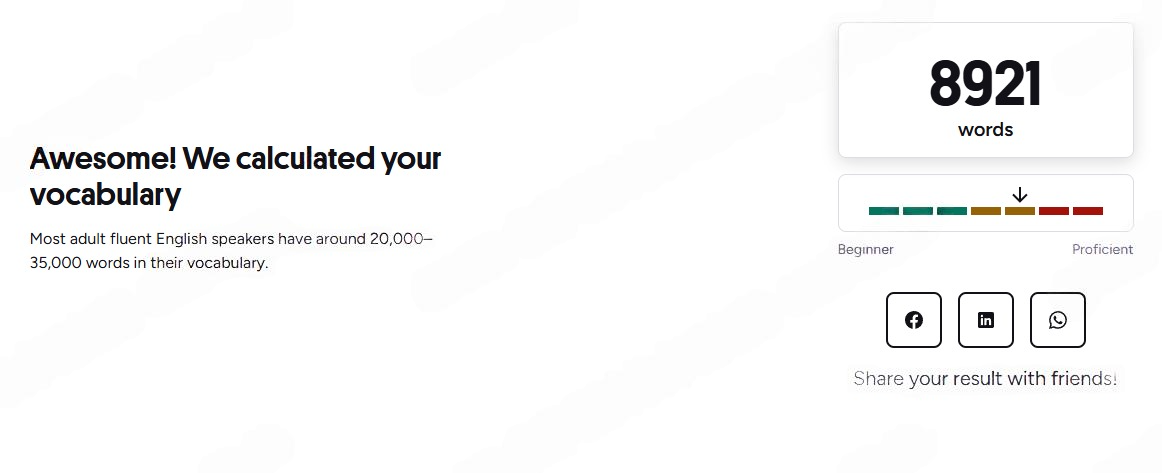 Awesome! We calculated your
vocabulary
Most adult fluent English speakers have around 20,000–
35,000 words in their vocabulary.
8921
words
Beginner
Proficient
Share your result with friends!